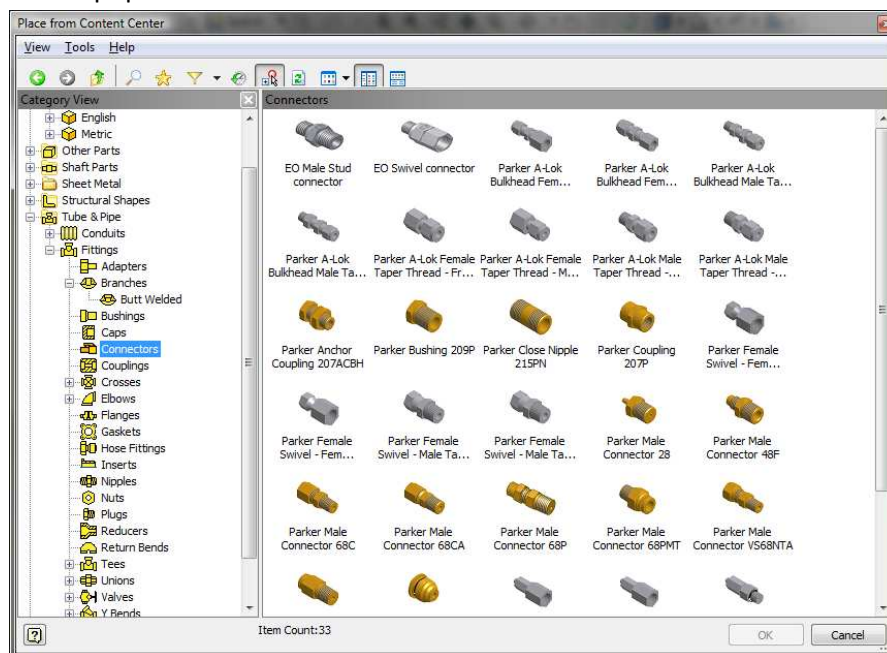 Place from Content Center
View Tools Help
Category View
Connectors
English
Metric
Other Parts
Shaft Parts
Sheet Metal
Structural Shapes
Tube & Pipe
Conduits
Fittings
Adapters
Branches
Butt Welded
Bushings
Caps
Connectors
Couplings
Crosses
Elbows
Flanges
Gaskets
Hose Fittings
Inserts
Nipples
Nuts
Plugs
Reducers
Return Bends
Tees
Unions
Valves
Y Bends
EO Male Stud
connector
EO Swivel connector
Parker A-Lok
Bulkhead Fem...
Parker A-Lok
Bulkhead Fem...
Parker A-Lok
Bulkhead Male Ta...
Parker A-Lok
Bulkhead Male Ta...
Parker A-Lok Female
Taper Thread - Fr...
Parker A-Lok Female
Taper Thread - M...
Parker A-Lok Male
Taper Thread -...
Parker A-Lok Male
Taper Thread -...
Parker Anchor
Coupling 207ACBH
Parker Bushing 209P
Parker Close Nipple
215PN
Parker Coupling
207P
Parker Female
Swivel - Fem...
Parker Female
Swivel - Fem...
Parker Female
Swivel - Male Ta...
Parker Female
Swivel - Male Ta...
Parker Male
Connector 28
Parker Male
Connector 48F
Parker Male
Connector 68C
Parker Male
Connector 68CA
Parker Male
Connector 68P
Parker Male
Connector 68PMT
Parker Male
Connector VS68NTA
Item Count:33
OK
Cancel